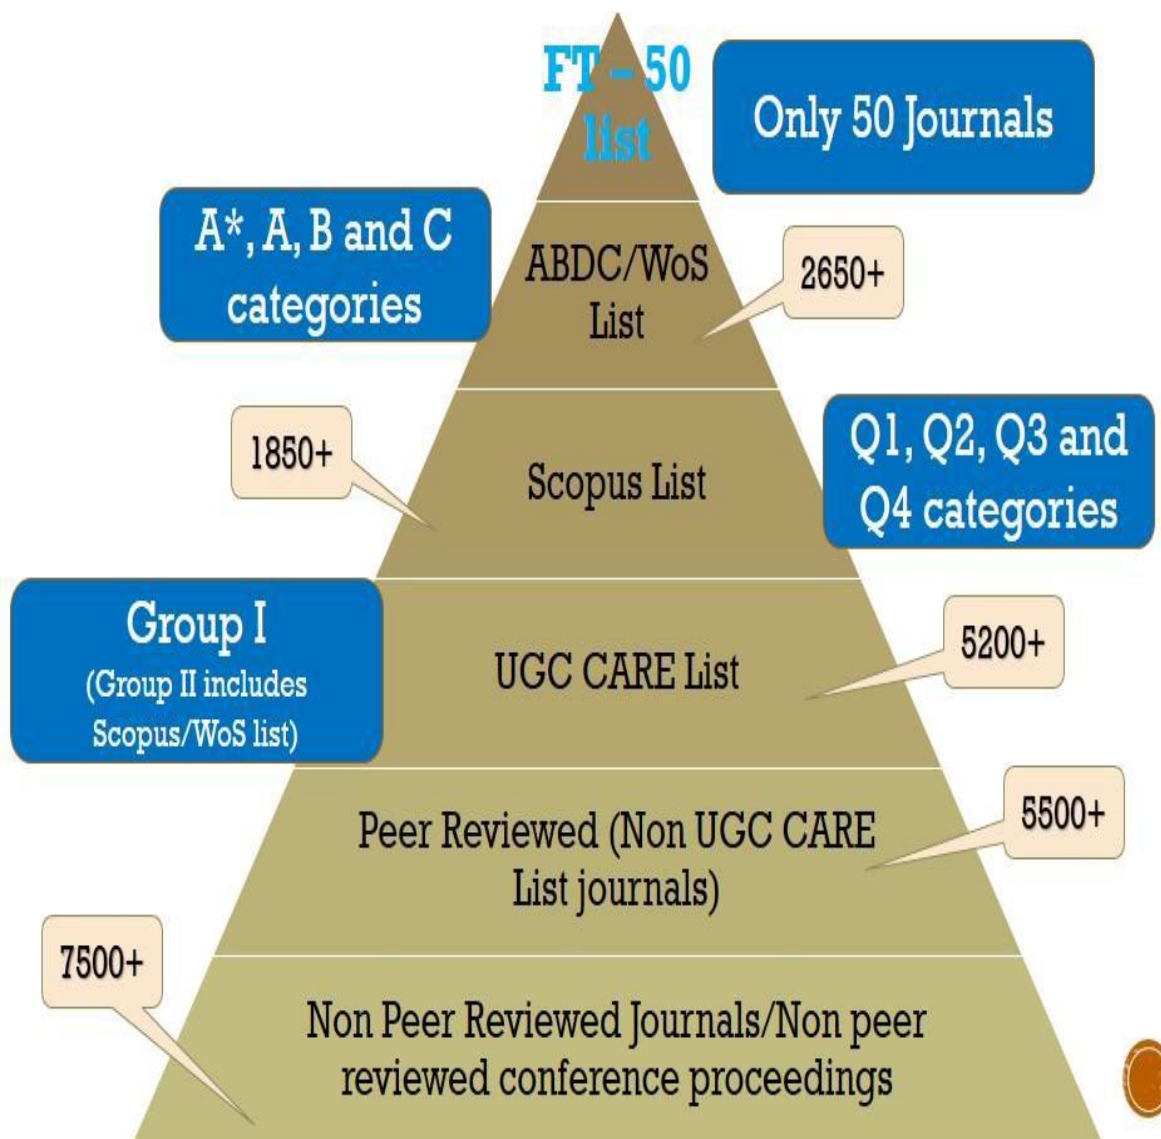 FT – 50
list
Only 50 Journals
A*, A, B and C
categories
ABDC/WoS
List
2650+
1850+
Scopus List
Q1, Q2, Q3 and
Q4 categories
Group I
(Group II includes
Scopus/WoS list)
UGC CARE List
5200+
Peer Reviewed (Non UGC CARE
List journals)
5500+
7500+
Non Peer Reviewed Journals/Non peer
reviewed conference proceedings